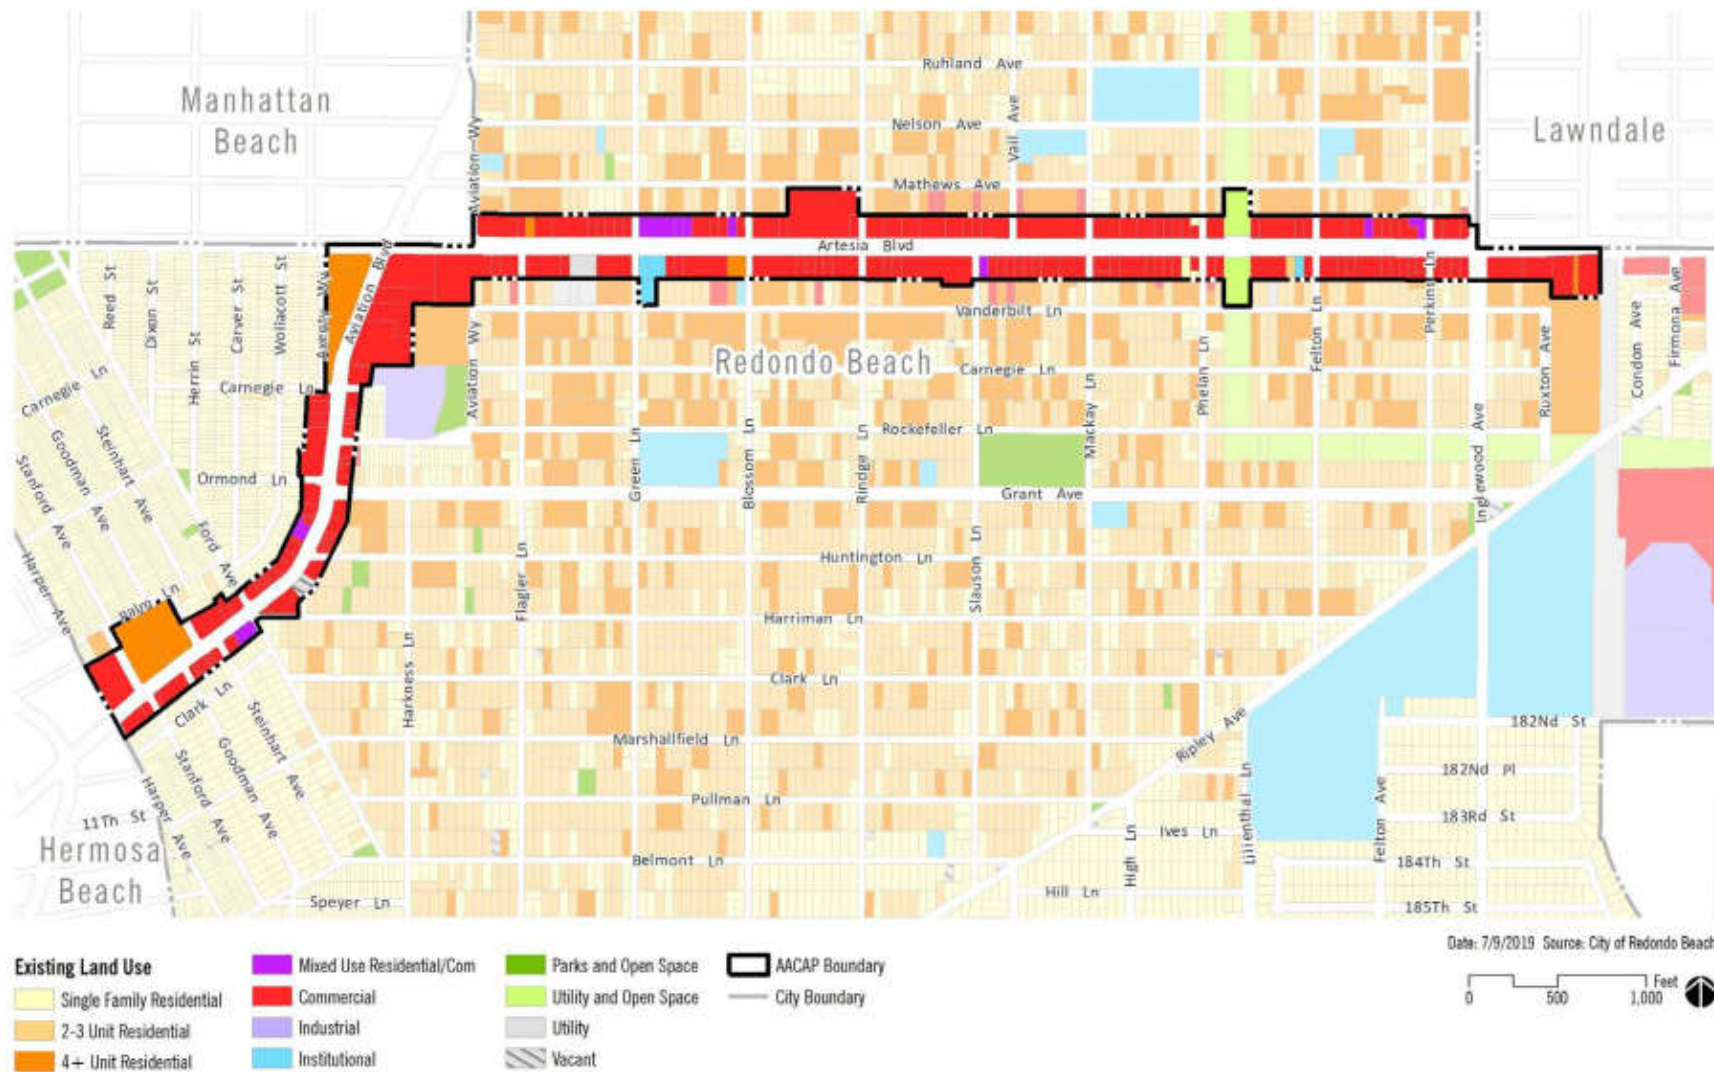 Ruhland Ave
Manhattan
Beach
Lawndale
Nelson Ave
Vail Ave
Aviation Wy
Mathews Ave
Artesia Blvd
Reed St
Dixon St
Herrin St
Carver St
Wollacott St
Axenty Wy
Aviation Blvd
Aviation Wy
Vanderbilt Ln
Perkins Ln
Felton Ln
Phelan Ln
Ruxton Ave
Condon Ave
Firmona Ave
Redondo Beach
Carnegie Ln
Carnegie Ln
Carnegie Ln
Mackay Ln
Rockefeller Ln
Green Ln
Blossom Ln
Rindge Ln
Inglewood Ave
Goodman Ave
Steinhart Ave
Stanford Ave
Ormond Ln
Grant Ave
Ford Ave
Harper Ave
Huntington Ln
Flagler Ln
Slauson Ln
Ralyn Ln
Harriman Ln
Harkness Ln
Clark Ln
Clark Ln
Steinhart Ave
Goodman Ave
Stanford Ave
Harper Ave
Marshallfield Ln
Ripley Ave
182Nd St
182Nd Pl
Lilienthal Ln
Felton Ave
Pullman Ln
183Rd St
11Th St
High Ln
Ives Ln
Hermosa
Beach
Belmont Ln
184Th St
Speyer Ln
Hill Ln
185Th St
Date: 7/9/2019 Source: City of Redondo Beach
Existing Land Use
Single Family Residential
2-3 Unit Residential
4+ Unit Residential
Mixed Use Residential/Com
Commercial
Industrial
Institutional
Parks and Open Space
Utility and Open Space
Utility
Vacant
AACAP Boundary
City Boundary
Feet
0 500 1,000